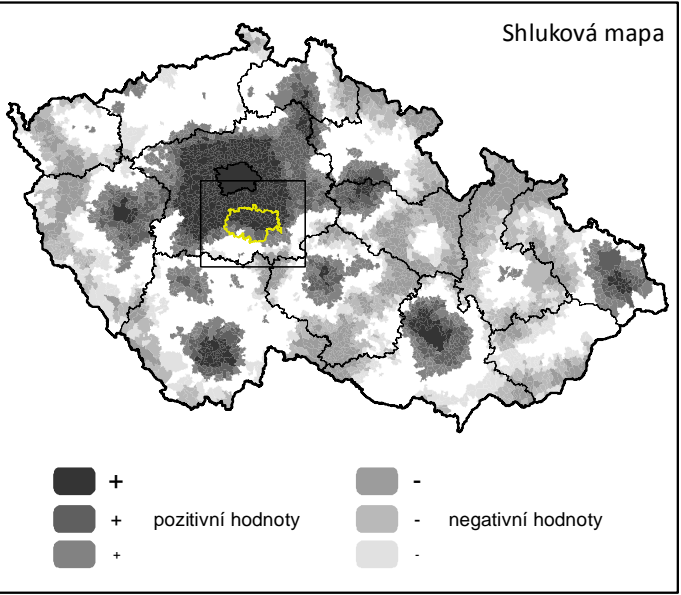 Shluková mapa
+ -
+ pozitivní hodnoty - negativní hodnoty
+ -